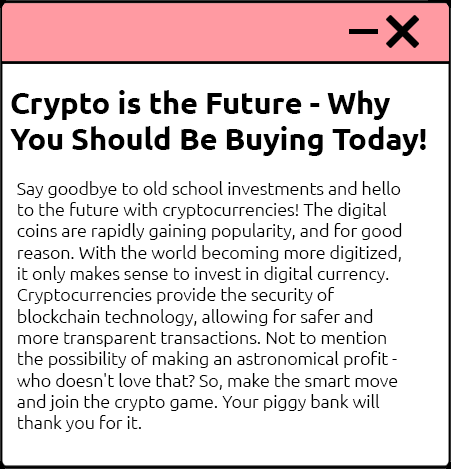 Crypto is the Future - Why
You Should Be Buying Today!
Say goodbye to old school investments and hello
to the future with cryptocurrencies! The digital
coins are rapidly gaining popularity, and for good
reason. With the world becoming more digitized,
it only makes sense to invest in digital currency.
Cryptocurrencies provide the security of
blockchain technology, allowing for safer and
more transparent transactions. Not to mention
the possibility of making an astronomical profit -
who doesn't love that? So, make the smart move
and join the crypto game. Your piggy bank will
thank you for it.